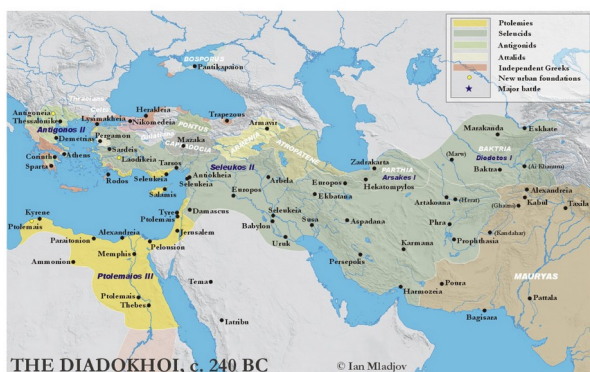 Ptolemies
Seleucids
Antigonids
Attalids
Independent Greeks
New urban foundations
Major battle
BOSPOROS
Pantikapaion
Antigoneia
Thessalonike
Lysimakheia
Herakleia
Nikomedeia
Trapezous
PONTUS
Antigonos II
Demetrias
Pergamon
Mazaka
CAPPADOCIA
ARMENIA
Armavir
ATROPATENE
Sardeis
Laodikeia
Corinth
Athens
Sparta
Rodos
Tarsos
Seleukeia
Antiokheia
Seleukeia
Seleukos II
Salamis
Arbela
Europos
Europos
Ekbatana
Zadrakarta
PARTHIA
Arsakes I
Hekatompylos
Marakanda
Eskhate
BAKTRIA
Diodotos I
Baktra
(Ai Khanoum)
(Marw)
Artakoana
(Herat)
Alexandria
(Ghazni)
Kabul
Taxila
Phra
(Kandahar)
Prophthasia
Kyrene
Ptolemais
Alexandreia
Paraitonion
Ammonion
Memphis
Pelousion
Tyre
Ptolemais
Damascus
Jerusalem
Seleukeia
Babylon
Susa
Uruk
Aspadana
Persepolis
Karmana
Harmozeia
Poura
Bagisara
Pattala
MAURYAS
Ptolemaios III
Ptolemais
Thebes
Tema
Iatribu
THE DIADOKHOI, c. 240 BC
© Ian Mladjov